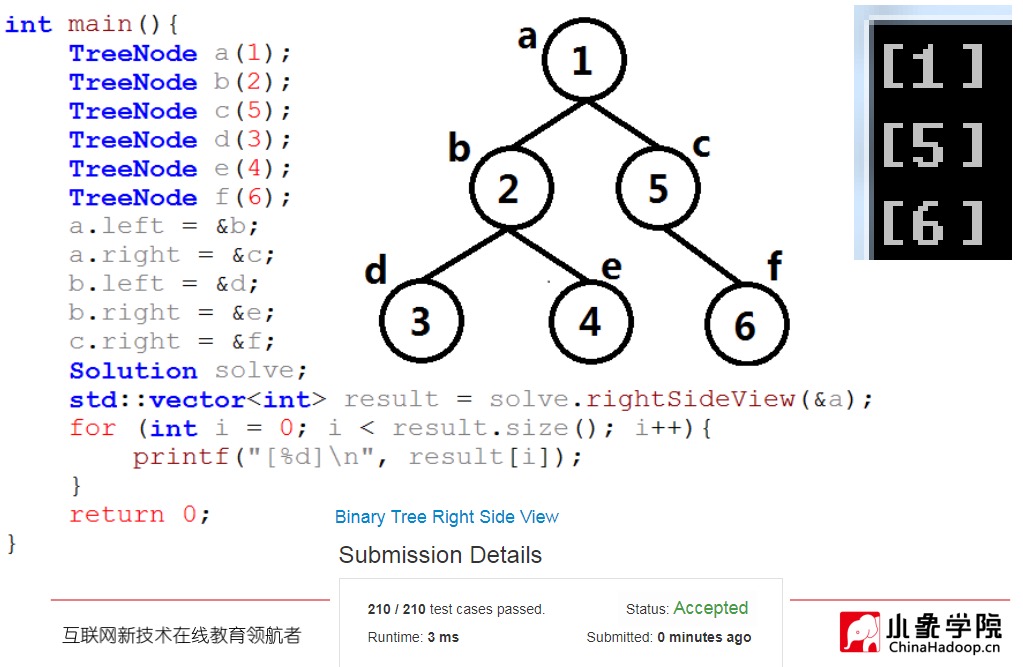 int main(){
TreeNode a(1);
TreeNode b(2);
TreeNode c(5);
TreeNode d(3);
TreeNode e(4);
TreeNode f(6);
a.left = &b;
a.right = &c;
b.left = &d;
b.right = &e;
c.right = &f;
Solution solve;
std::vector<int> result = solve.rightSideView(&a);
for (int i = 0; i < result.size(); i++){
printf("[%d]\n", result[i]);
}
return 0;
}
a
1
b
2
c
5
d
3
e
4
f
6
[1 ]
[5 ]
[6 ]
Binary Tree Right Side View
Submission Details
210 / 210 test cases passed.
Status: Accepted
Runtime: 3 ms
Submitted: 0 minutes ago
互联网新技术在线教育领航者
小象学院
ChinaHadoop.cn